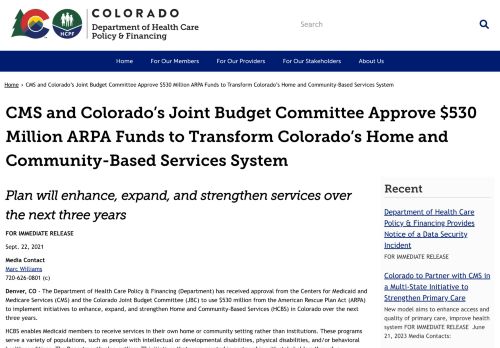 COLORADO
Department of Health Care
Policy & Financing
HCPF
Search
Home
For Our Members
For Our Providers
For Our Stakeholders
About Us
Home › CMS and Colorado's Joint Budget Committee Approve $530 Million ARPA Funds to Transform Colorado's Home and Community-Based Services System
CMS and Colorado's Joint Budget Committee Approve $530
Million ARPA Funds to Transform Colorado's Home and
Community-Based Services System
Plan will enhance, expand, and strengthen services over
the next three years
FOR IMMEDIATE RELEASE
Sept. 22, 2021
Media Contact
Marc Williams
720-626-0801 (c)
Denver, CO - The Department of Health Care Policy & Financing (Department) has received approval from the Centers for Medicaid and
Medicare Services (CMS) and the Colorado Joint Budget Committee (JBC) to use $530 million from the American Rescue Plan Act (ARPA)
to implement initiatives to enhance, expand, and strengthen Home and Community-Based Services (HCBS) in Colorado over the next
three years.
HCBS enables Medicaid members to receive services in their own home or community setting rather than institutions. These programs
serve a variety of populations, such as people with intellectual or developmental disabilities, physical disabilities, and/or behavioral
Recent
Department of Health Care
Policy & Financing Provides
Notice of a Data Security
Incident
FOR IMMEDIATE RELEASE
Colorado to Partner with CMS in
a Multi-State Initiative to
Strengthen Primary Care
New model aims to enhance access and
quality of primary care, improve health
system FOR IMMEDIATE RELEASE June
21, 2023 Media Contacts: